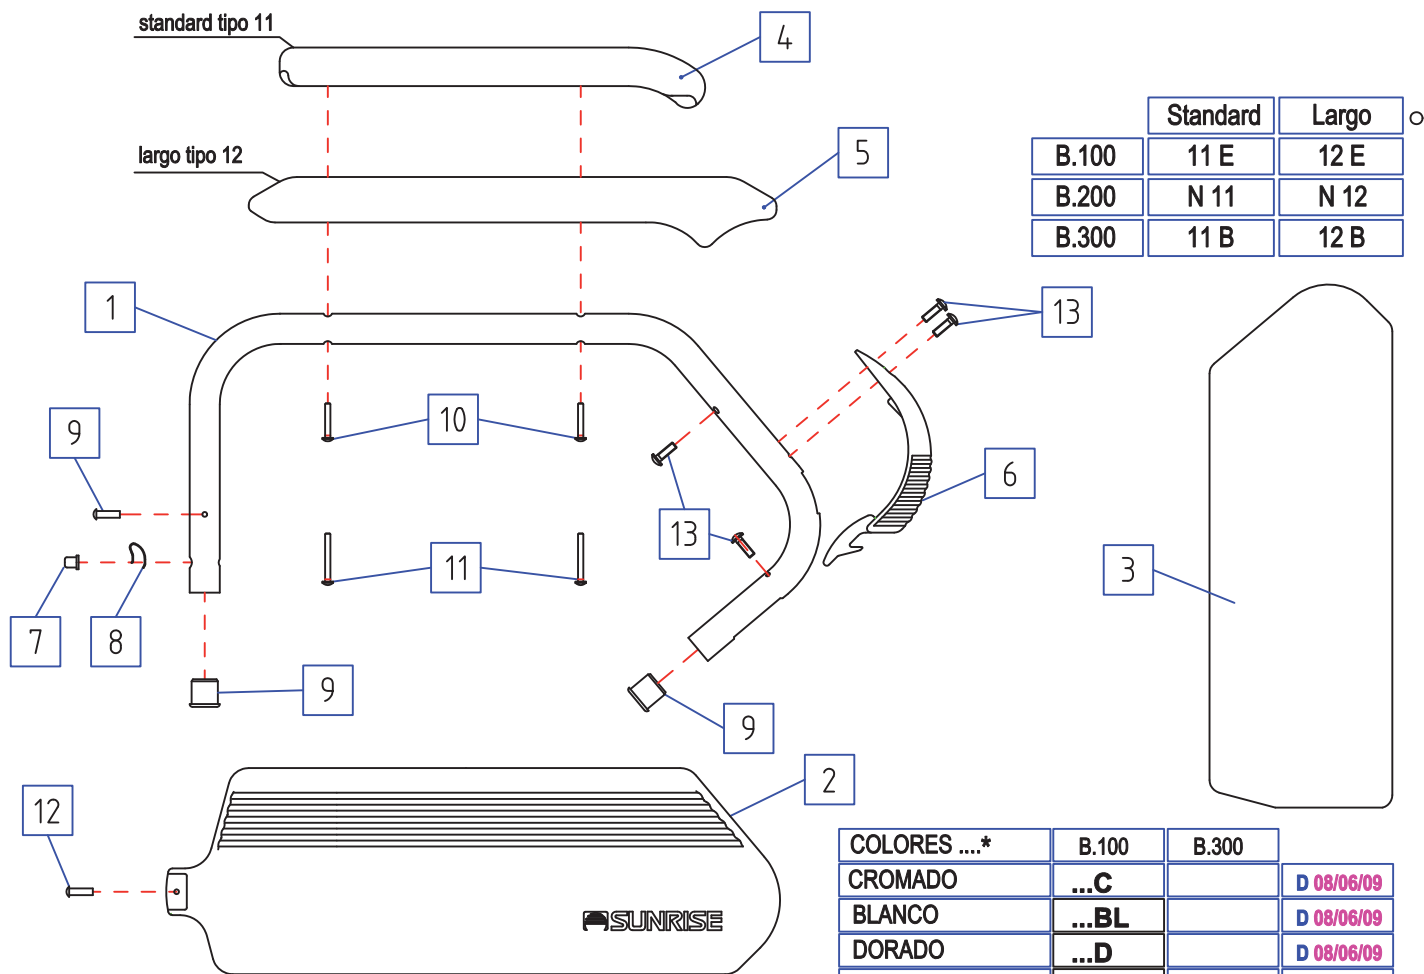 standard tipo 11
4
largo tipo 12
5
Standard Largo
B.100 11 E 12 E
B.200 N 11 N 12
B.300 11 B 12 B
1
13
9
10
6
13
11
3
7
8
9
9
2
12
SUNRISE
COLORES ....* B.100 B.300
CROMADO ...C D 08/06/09
BLANCO ...BL D 08/06/09
DORADO ...D D 08/06/09